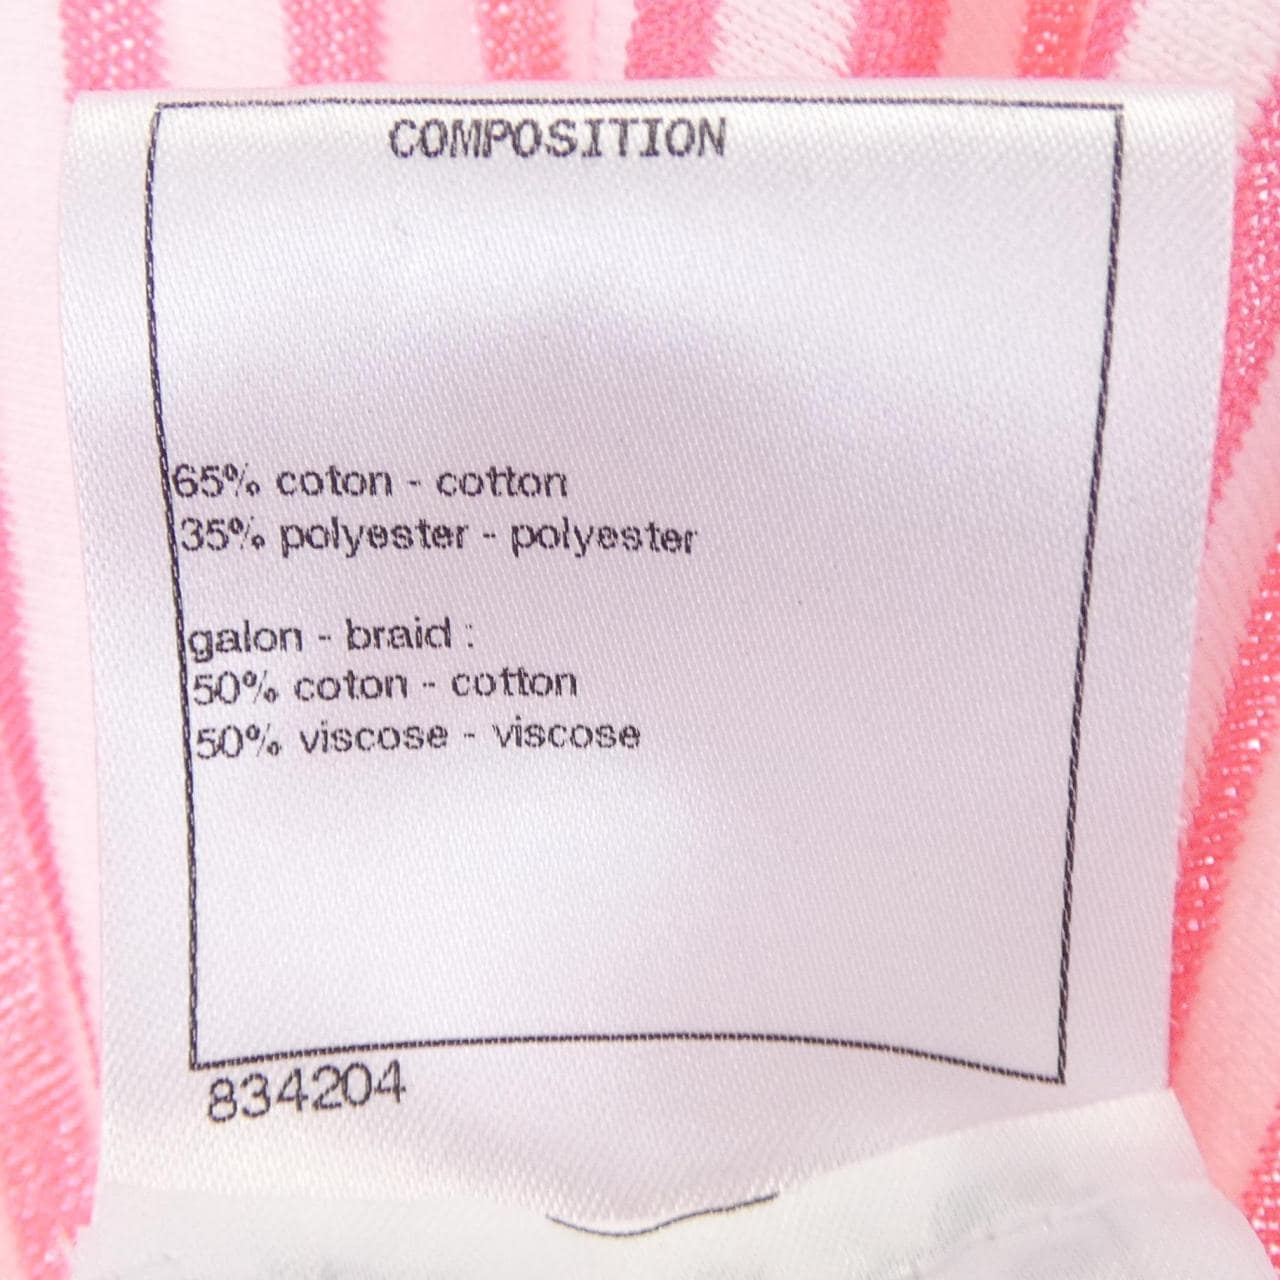 COMPOSITION
65% coton - cotton
35% polyester - polyester
galon - braid :
50% coton - cotton
50% viscose - viscose
834204